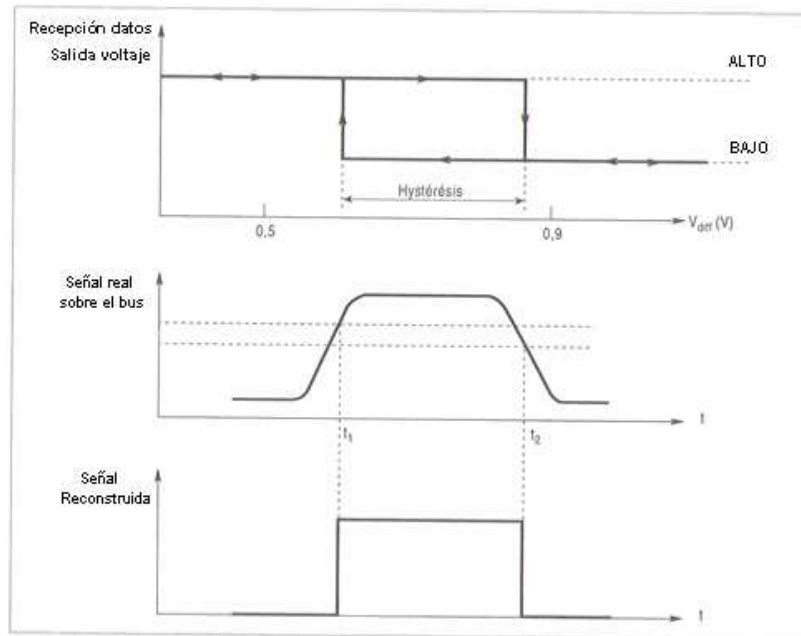 Recepción datos
Salida voltaje
ALTO
BAJO
Hystérésis
0,5
0,9
Vdiff (V)
Señal real
sobre el bus
t
t1
t2
Señal
Reconstruida
t